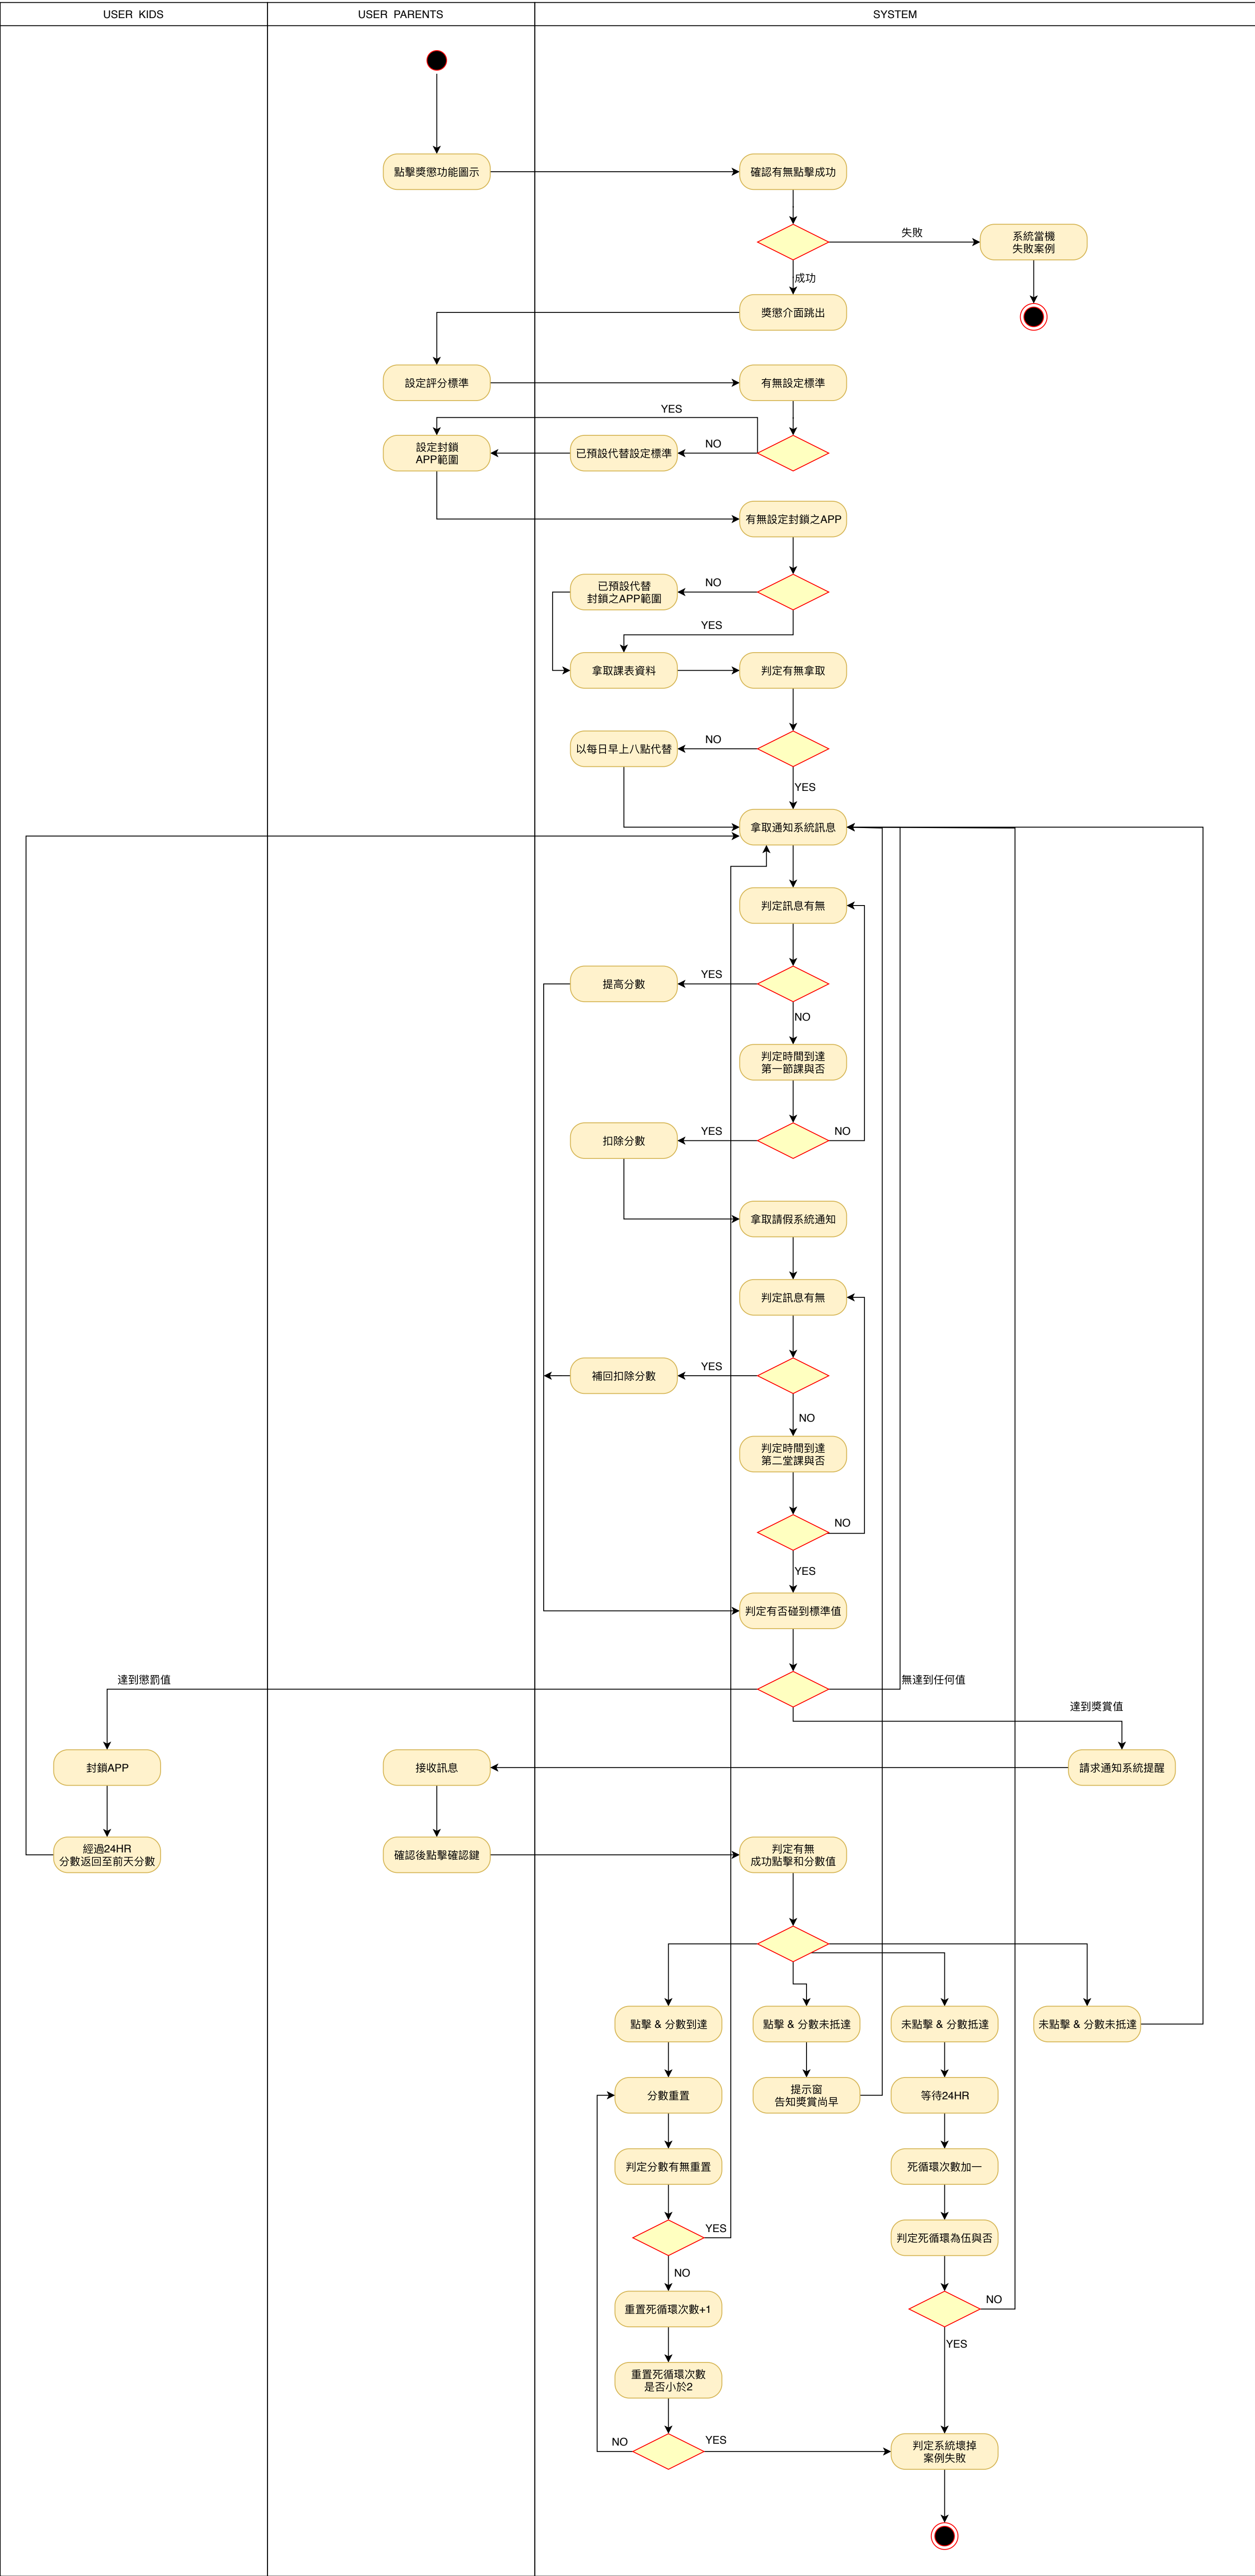 USER KIDS
USER PARENTS
SYSTEM
點擊獎懲功能圖示
確認有無點擊成功
失敗
系統當機
失敗案例
成功
獎懲介面跳出
設定評分標準
有無設定標準
YES
設定封鎖
APP範圍
已預設代替設定標準
NO
有無設定封鎖之APP
已預設代替
封鎖之APP範圍
NO
YES
拿取課表資料
判定有無拿取
以每日早上八點代替
NO
YES
拿取通知系統訊息
判定訊息有無
提高分數
YES
NO
判定時間到達
第一節課與否
扣除分數
YES
NO
拿取請假系統通知
判定訊息有無
補回扣除分數
YES
NO
判定時間到達
第二堂課與否
NO
YES
判定有否碰到標準值
達到懲罰值
無達到任何值
達到獎賞值
封鎖APP
接收訊息
請求通知系統提醒
經過24HR
分數返回至前天分數
確認後點擊確認鍵
判定有無
成功點擊和分數值
點擊 & 分數到達
點擊 & 分數未抵達
未點擊 & 分數抵達
未點擊 & 分數未抵達
分數重置
提示窗
告知獎賞尚早
等待24HR
判定分數有無重置
死循環次數加一
YES
判定死循環為伍與否
NO
重置死循環次數+1
NO
YES
重置死循環次數
是否小於2
NO
YES
判定系統壞掉
案例失敗